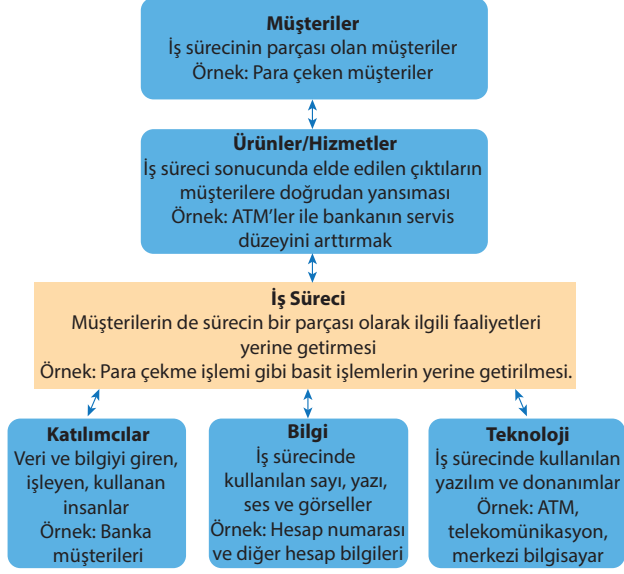 Müşteriler
İş sürecinin parçası olan müşteriler
Örnek: Para çeken müşteriler
Ürünler/Hizmetler
İş süreci sonucunda elde edilen çıktıların
müşterilere doğrudan yansıması
Örnek: ATM'ler ile bankanın servis
düzeyini arttırmak
İş Süreci
Müşterilerin de sürecin bir parçası olarak ilgili faaliyetleri
yerine getirmesi
Örnek: Para çekme işlemi gibi basit işlemlerin yerine getirilmesi.
Katılımcılar
Veri ve bilgiyi giren,
işleyen, kullanan
insanlar
Örnek: Banka
müşterileri
Bilgi
İş sürecinde
kullanılan sayı, yazı,
ses ve görseller
Örnek: Hesap numarası
ve diğer hesap bilgileri
Teknoloji
İş sürecinde kullanılan
yazılım ve donanımlar
Örnek: ATM,
telekomünikasyon,
merkezi bilgisayar